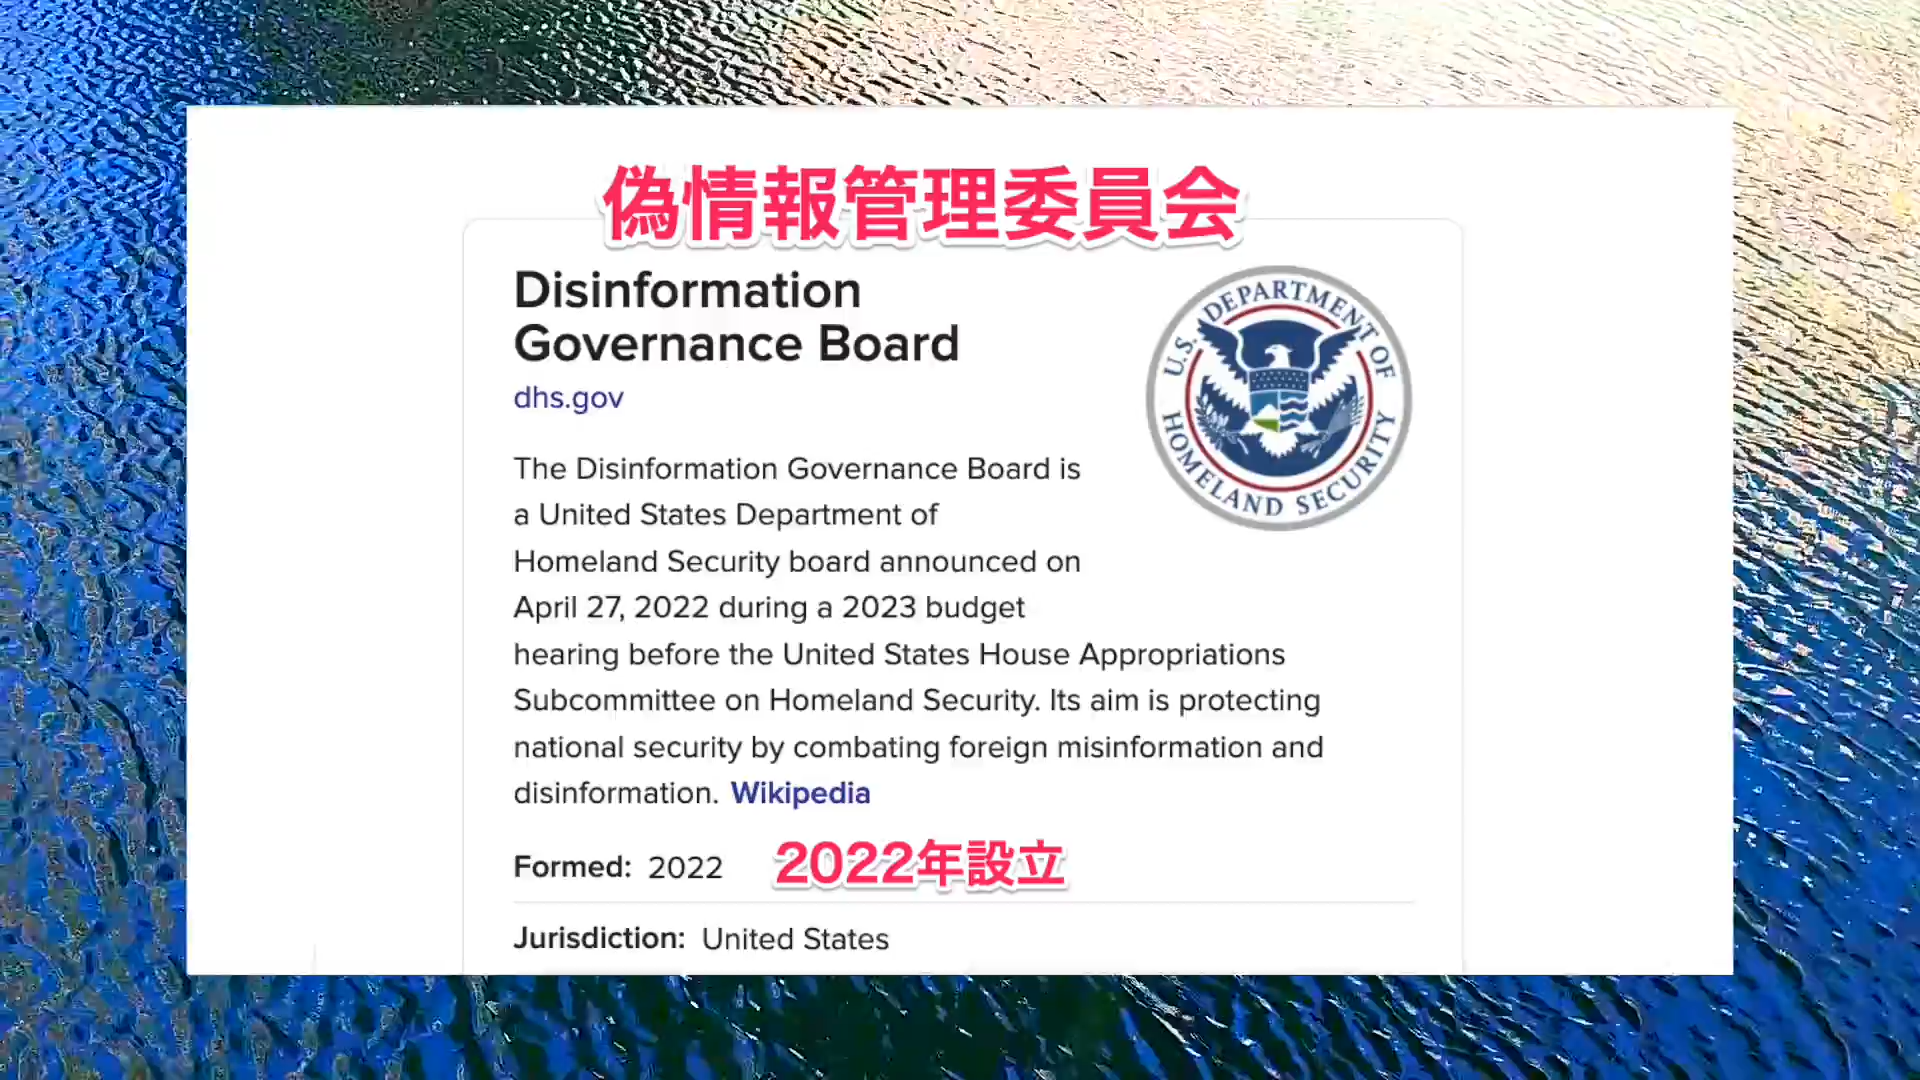 偽情報管理委員会
Disinformation
Governance Board
dhs.gov
U.S. DEPARTMENT OF
HOMELAND SECURITY
The Disinformation Governance Board is
a United States Department of
Homeland Security board announced on
April 27, 2022 during a 2023 budget
hearing before the United States House Appropriations
Subcommittee on Homeland Security. Its aim is protecting
national security by combating foreign misinformation and
disinformation. Wikipedia
Formed: 2022 2022年設立
Jurisdiction: United States